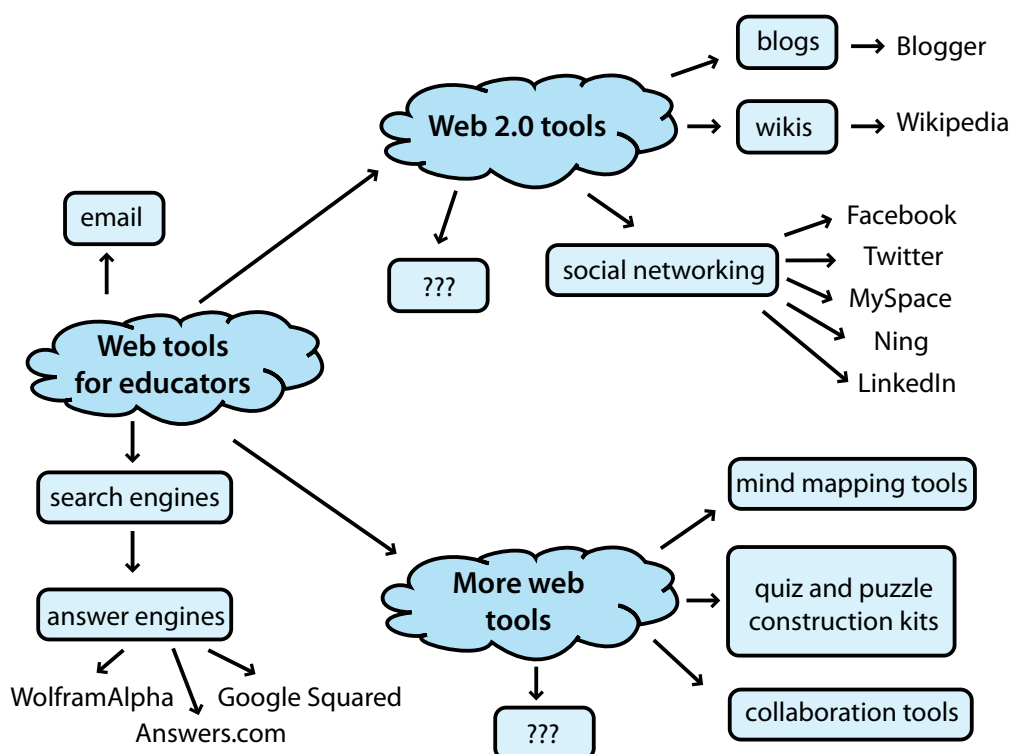 blogs
Blogger
Web 2.0 tools
wikis
Wikipedia
email
Facebook
???
social networking
Twitter
MySpace
Ning
LinkedIn
Web tools
for educators
search engines
mind mapping tools
answer engines
More web
tools
quiz and puzzle
construction kits
WolframAlpha
Google Squared
Answers.com
collaboration tools
???